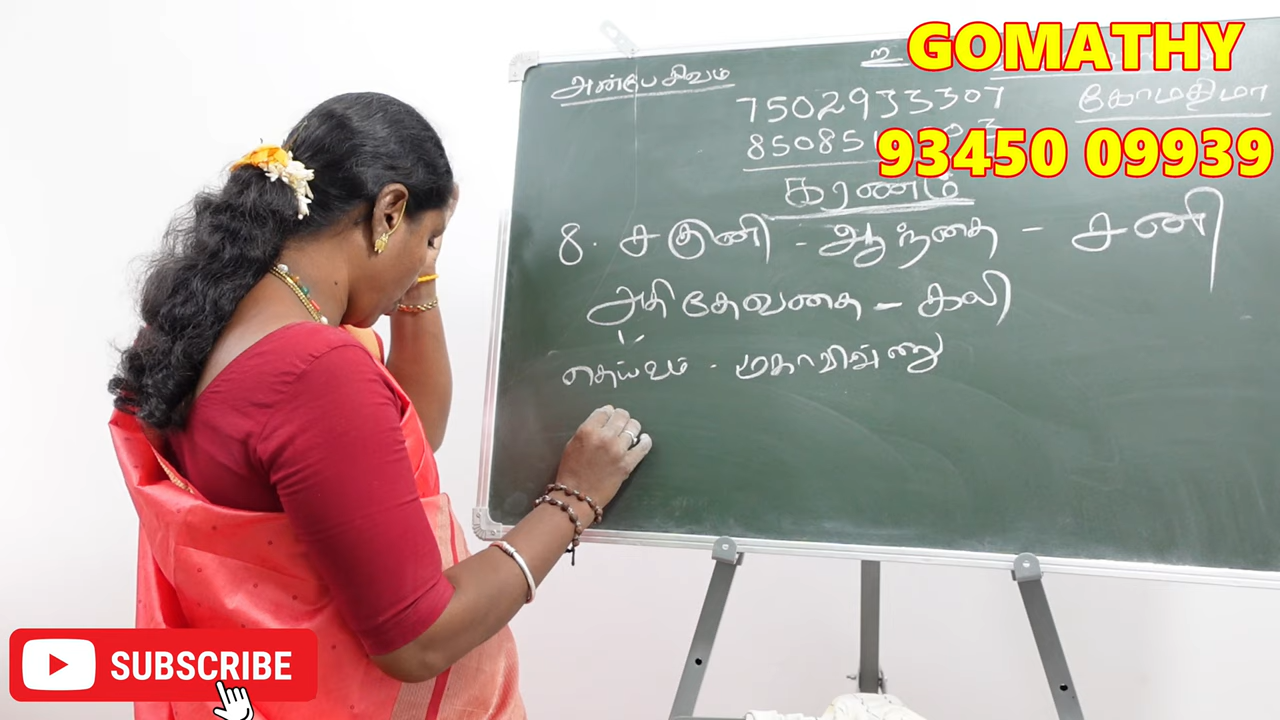 GOMATHY
93450 09939
அன்பே சிவம்
உ
7502933307
கோமதிமா
கரணம்
8. சகுனி - ஆந்தை - சனி
அதிதேவதை - கலி
தெய்வம் - மகாவிஷ்ணு
SUBSCRIBE